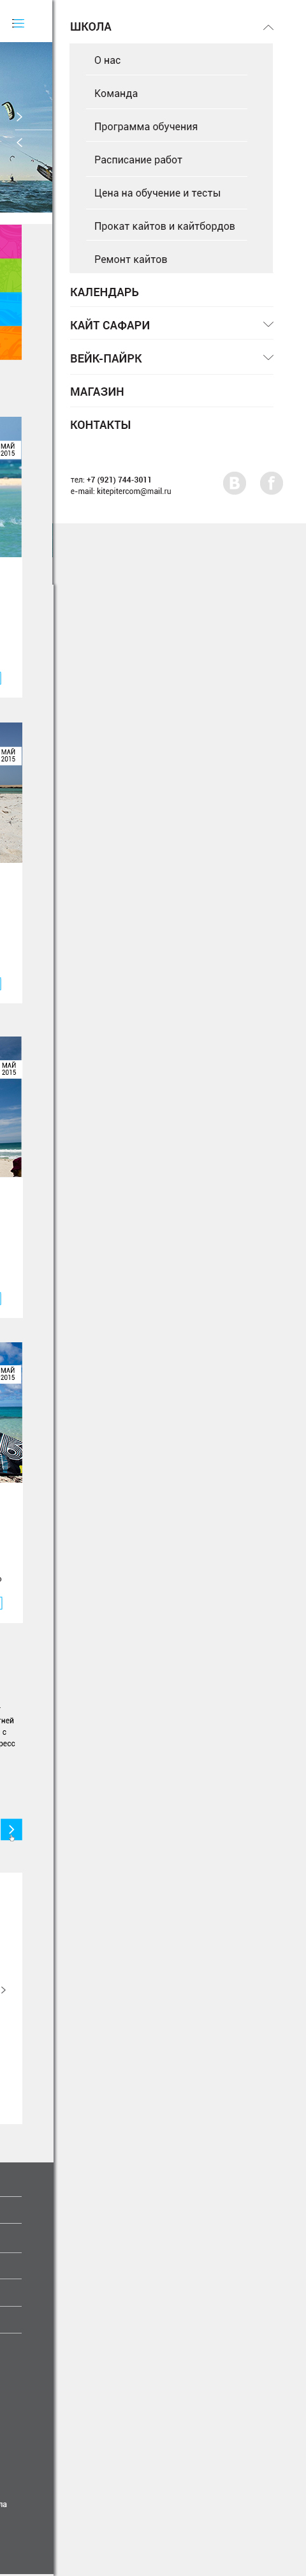 ШКОЛА
О нас
Команда
Программа обучения
Расписание работ
Цена на обучение и тесты
Прокат кайтов и кайтбордов
Ремонт кайтов
КАЛЕНДАРЬ
КАЙТ САФАРИ
ВЕЙК-ПАЙРК
МАГАЗИН
КОНТАКТЫ
тел: +7 (921) 744-3011
e-mail: kitepitercom@mail.ru
В f
МАЙ
2015
МАЙ
2015
МАЙ
2015
МАЙ
2015
с